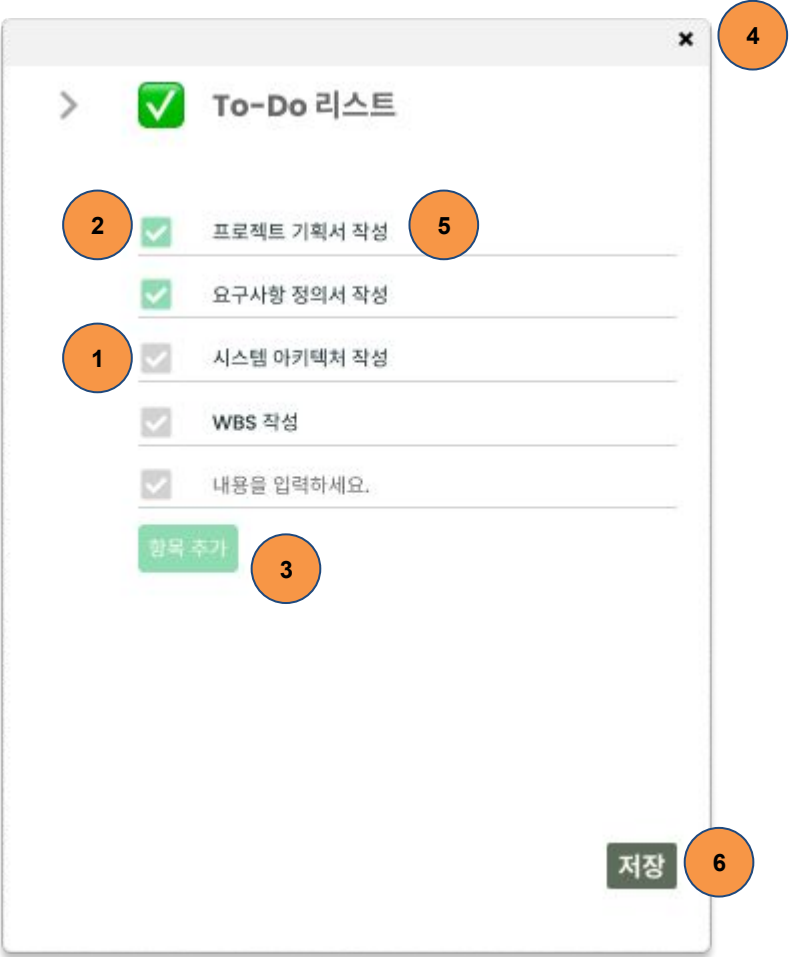 4
To-Do 리스트
2
프로젝트 기획서 작성
5
요구사항 정의서 작성
1
시스템 아키텍처 작성
WBS 작성
내용을 입력하세요.
항목 추가
3
저장
6